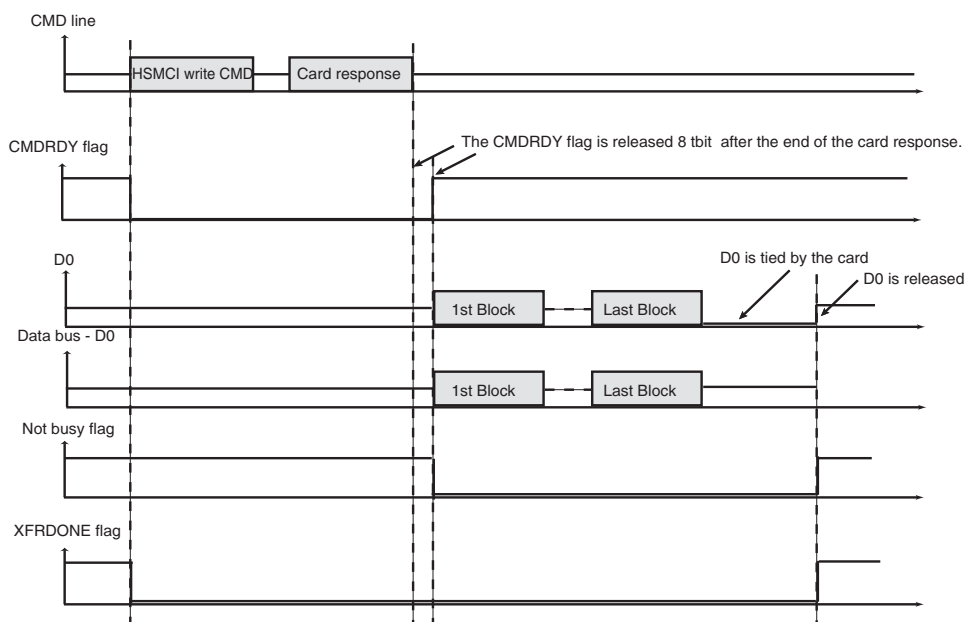 CMD line
HSMCI write CMD
Card response
The CMDRDY flag is released 8 tbit after the end of the card response.
CMDRDY flag
D0
D0 is tied by the card
D0 is released
1st Block
Last Block
Data bus - D0
1st Block
Last Block
Not busy flag
XFRDONE flag